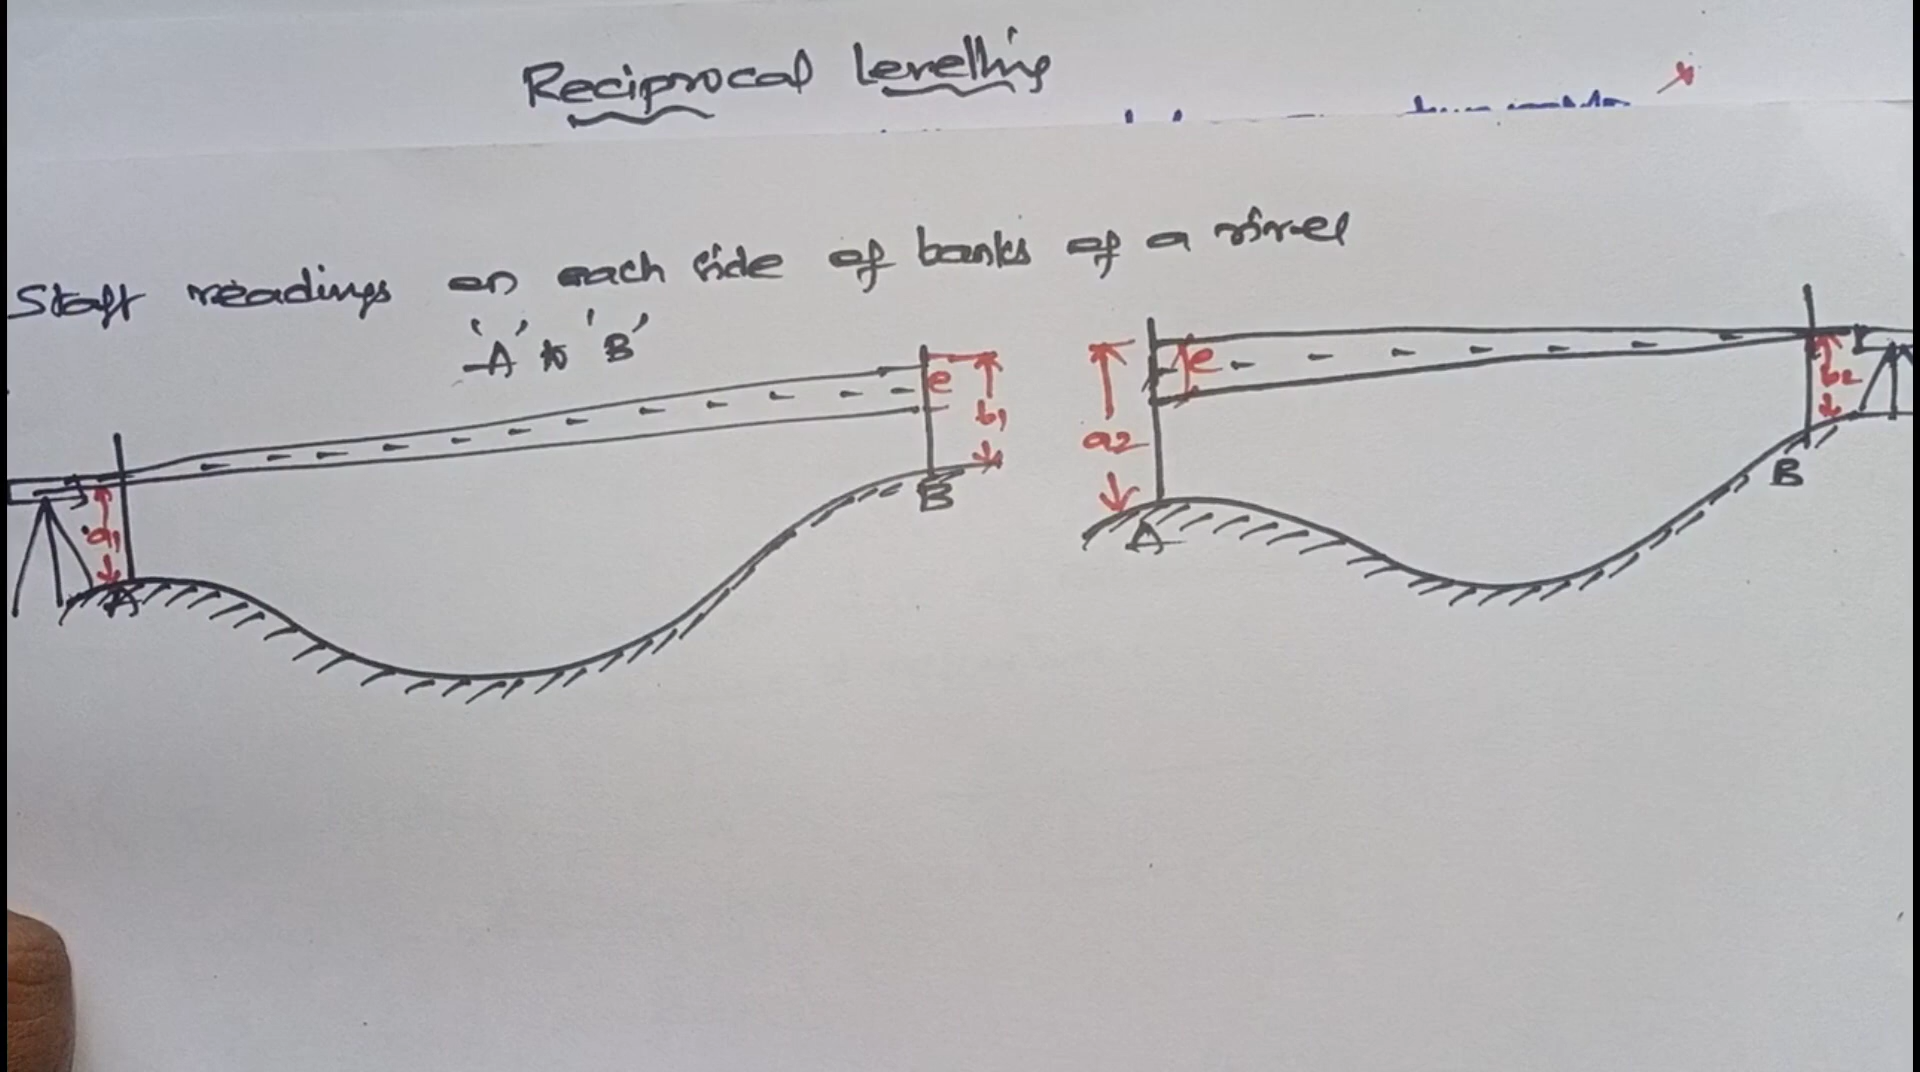 Reciprocal Levelling
Staff readings on each side of banks of a river
'A' to 'B'
e
b1
a1
A
B
e
a2
b2
A
B